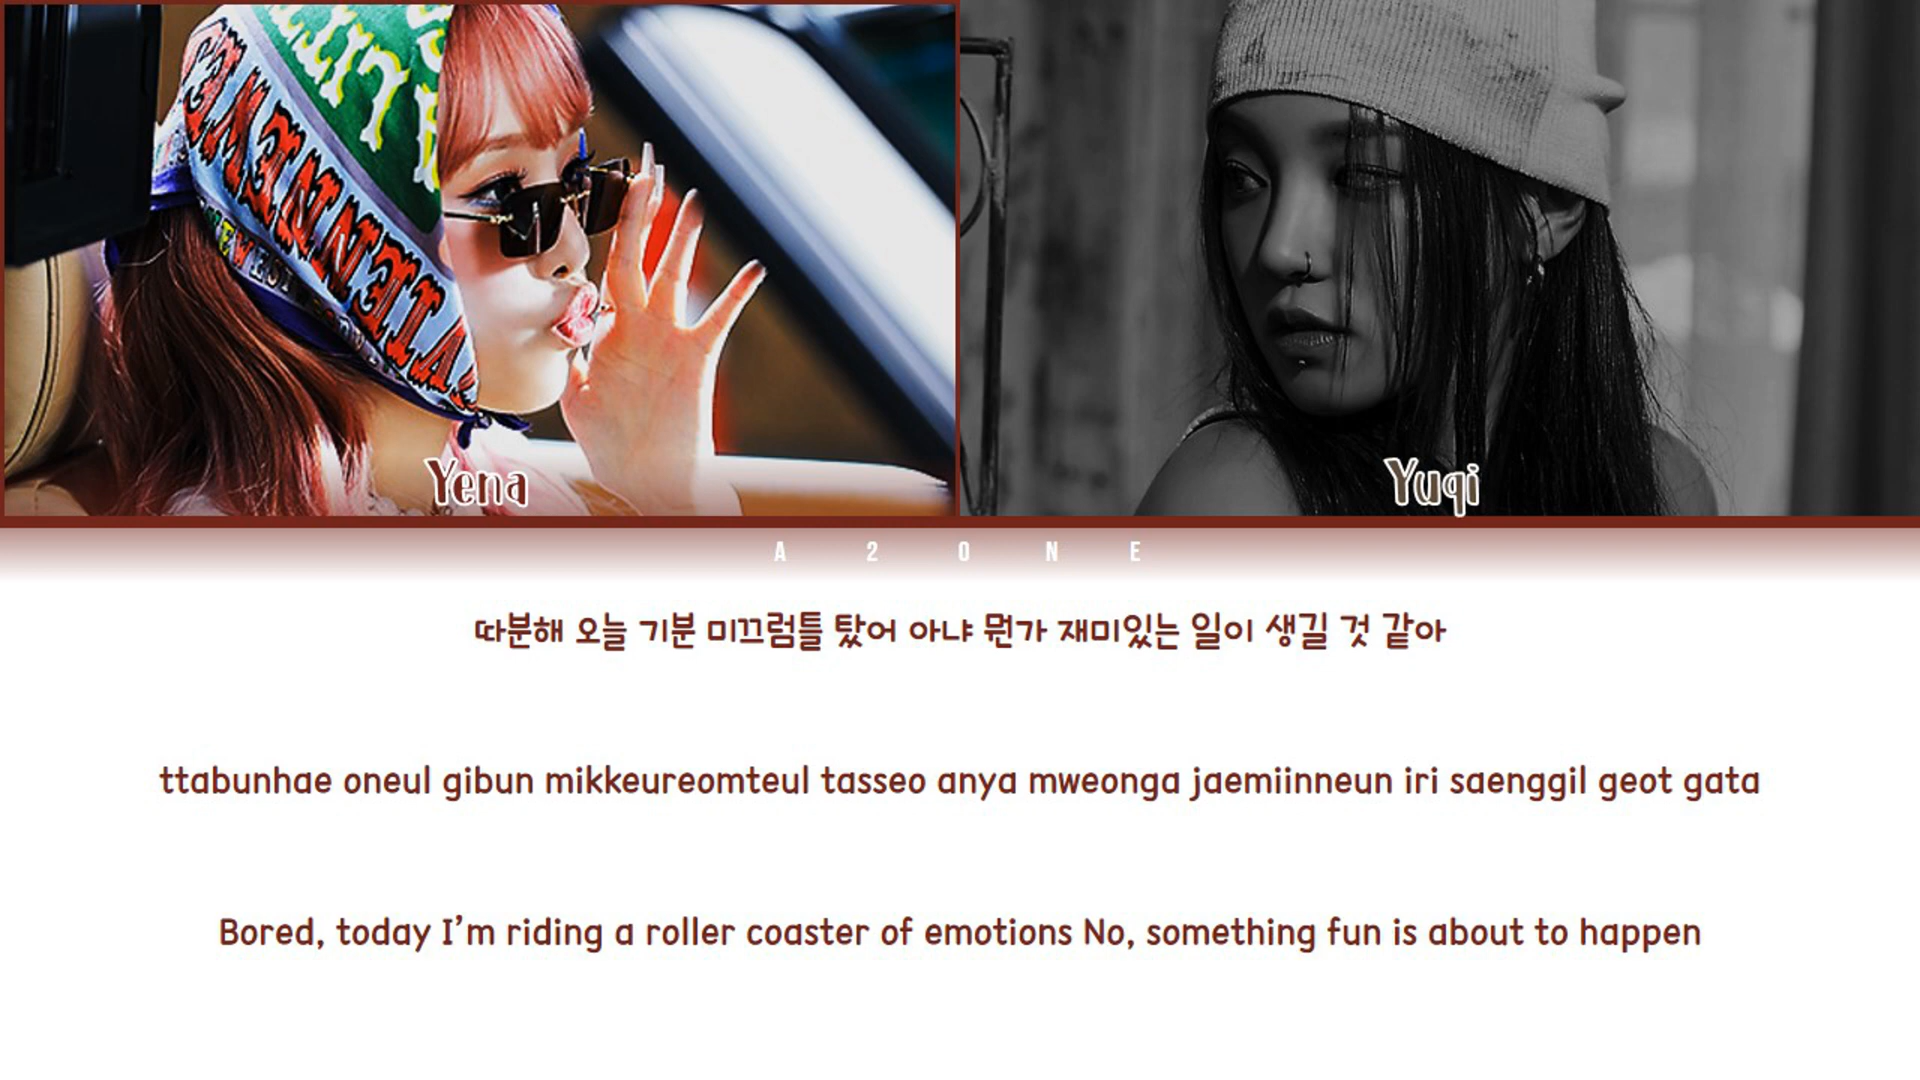 Yena
Yuqi
A 2 O N E
따분해 오늘 기분 미끄럼틀 탔어 아냐 뭔가 재미있는 일이 생길 것 같아
ttabunhae oneul gibun mikkeureomteul tasseo anya mweonga jaemiinneun iri saenggil geot gata
Bored, today I’m riding a roller coaster of emotions No, something fun is about to happen